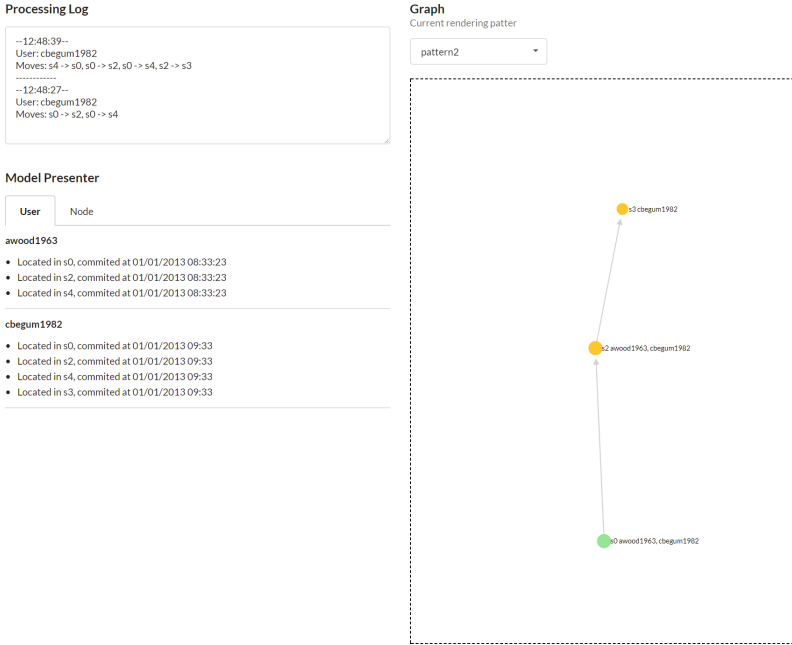 Processing Log
--12:48:39--
User: cbegum1982
Moves: s4 -> s0, s0 -> s2, s0 -> s4, s2 -> s3
------------
--12:48:27--
User: cbegum1982
Moves: s0 -> s2, s0 -> s4
Model Presenter
User
Node
awood1963
• Located in s0, commited at 01/01/2013 08:33:23
• Located in s2, commited at 01/01/2013 08:33:23
• Located in s4, commited at 01/01/2013 08:33:23
cbegum1982
• Located in s0, commited at 01/01/2013 09:33
• Located in s2, commited at 01/01/2013 09:33
• Located in s4, commited at 01/01/2013 09:33
• Located in s3, commited at 01/01/2013 09:33
Graph
Current rendering patter
pattern2
s3 cbegum1982
s2 awood1963, cbegum1982
s0 awood1963, cbegum1982